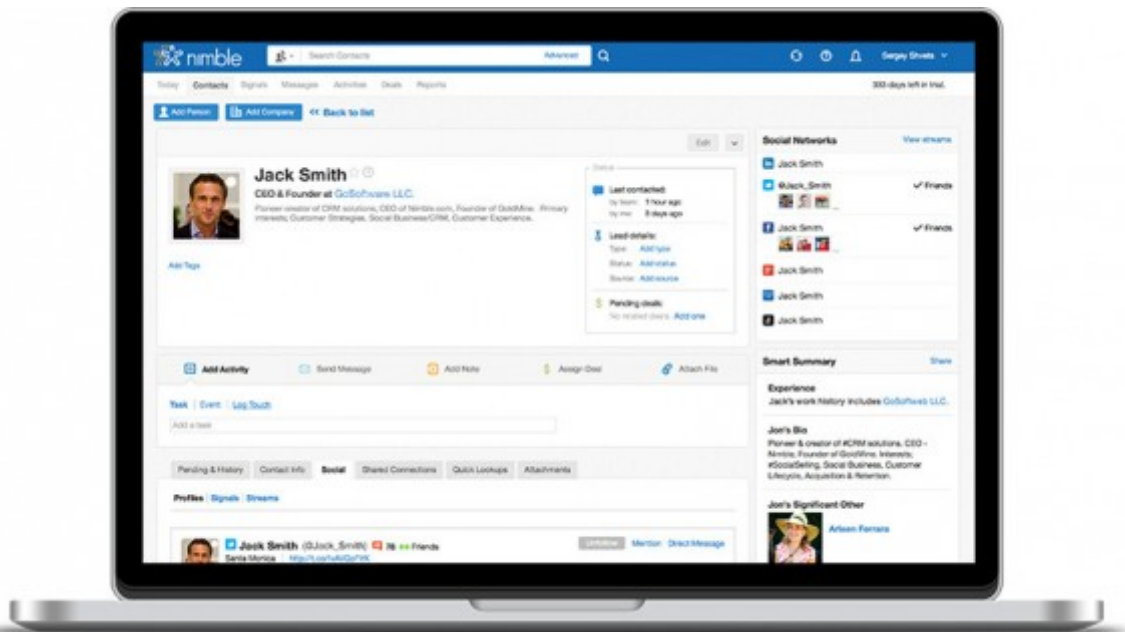 nimble
Search Contacts
Advanced
Sergey Shvets
Today Contacts Signals Messages Activities Deals Reports
300 days left in trial.
Add Person Add Company << Back to list
Edit
Jack Smith
CEO & Founder at GoSoftware LLC.
Pioneer creator of CRM solutions, CEO of Nimble.com, Founder of GoldMine. Primary
interests; Customer Strategies, Social Business/CRM, Customer Experience.
Add Tags
Status
Last contacted:
by team: 1 hour ago
by me: 5 days ago
Lead details:
Type: Add type
Status: Add status
Source: Add source
Pending deals:
No related deals. Add one
Social Networks View streams
Jack Smith
@Jack_Smith Friends
Jack Smith Friends
Jack Smith
Jack Smith
Jack Smith
Add Activity Send Message Add Note Assign Deal Attach File
Task Event Log Touch
Add a task
Pending & History Contact Info Social Shared Connections Quick Lookups Attachments
Profiles Signals Streams
Jack Smith (@Jack_Smith) 78 Friends
Santa Monica
Unfollow Mention Direct Message
Smart Summary Share
Experience
Jack's work history includes GoSoftweb LLC.
Jon's Bio
Pioneer & creator of #CRM solutions, CEO -
Nimble, Founder of GoldMine. Interests;
#SocialSelling, Social Business, Customer
Lifecycle, Acquisition & Retention.
Jon's Significant Other
Arleen Ferrara